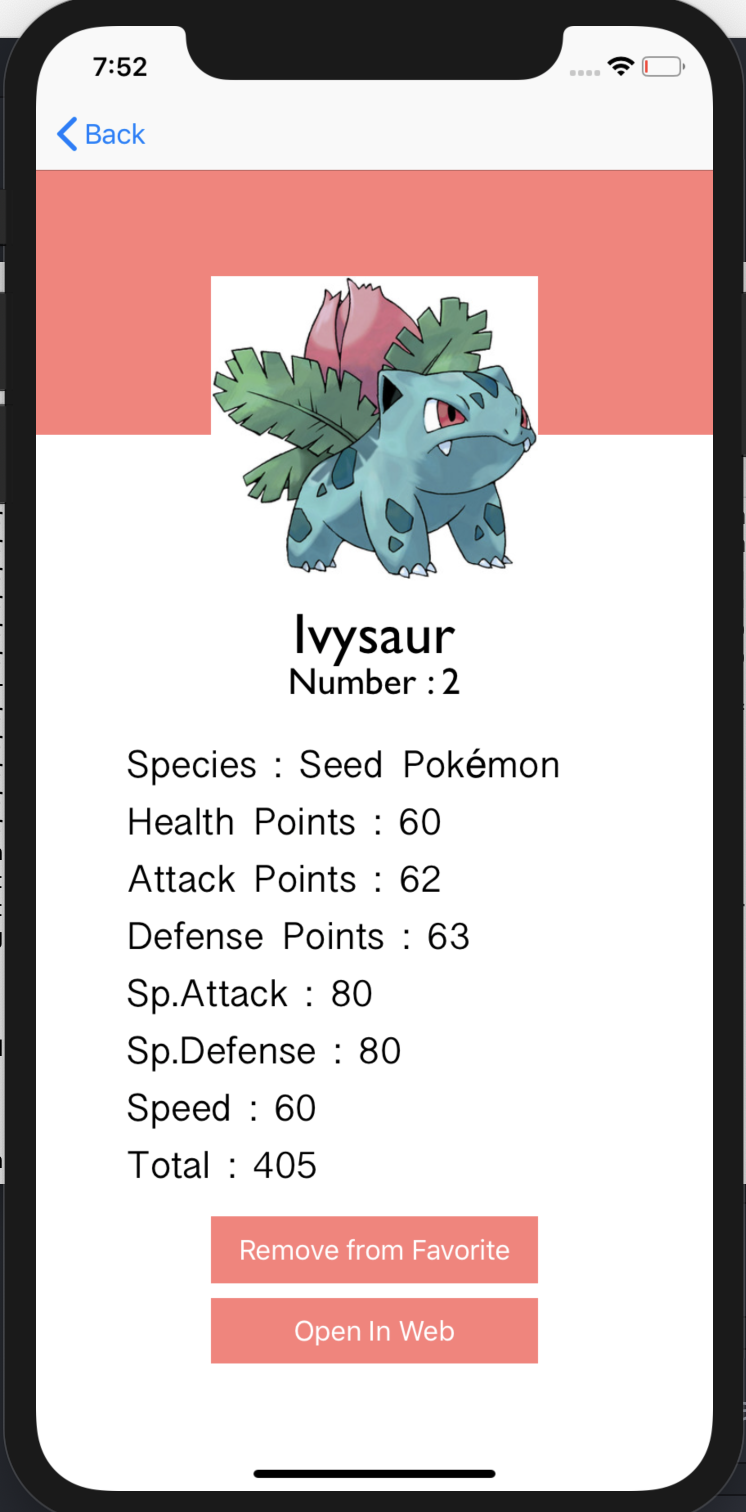 7:52
Back
Ivysaur
Number : 2
Species : Seed Pokémon
Health Points : 60
Attack Points : 62
Defense Points : 63
Sp.Attack : 80
Sp.Defense : 80
Speed : 60
Total : 405
Remove from Favorite
Open In Web